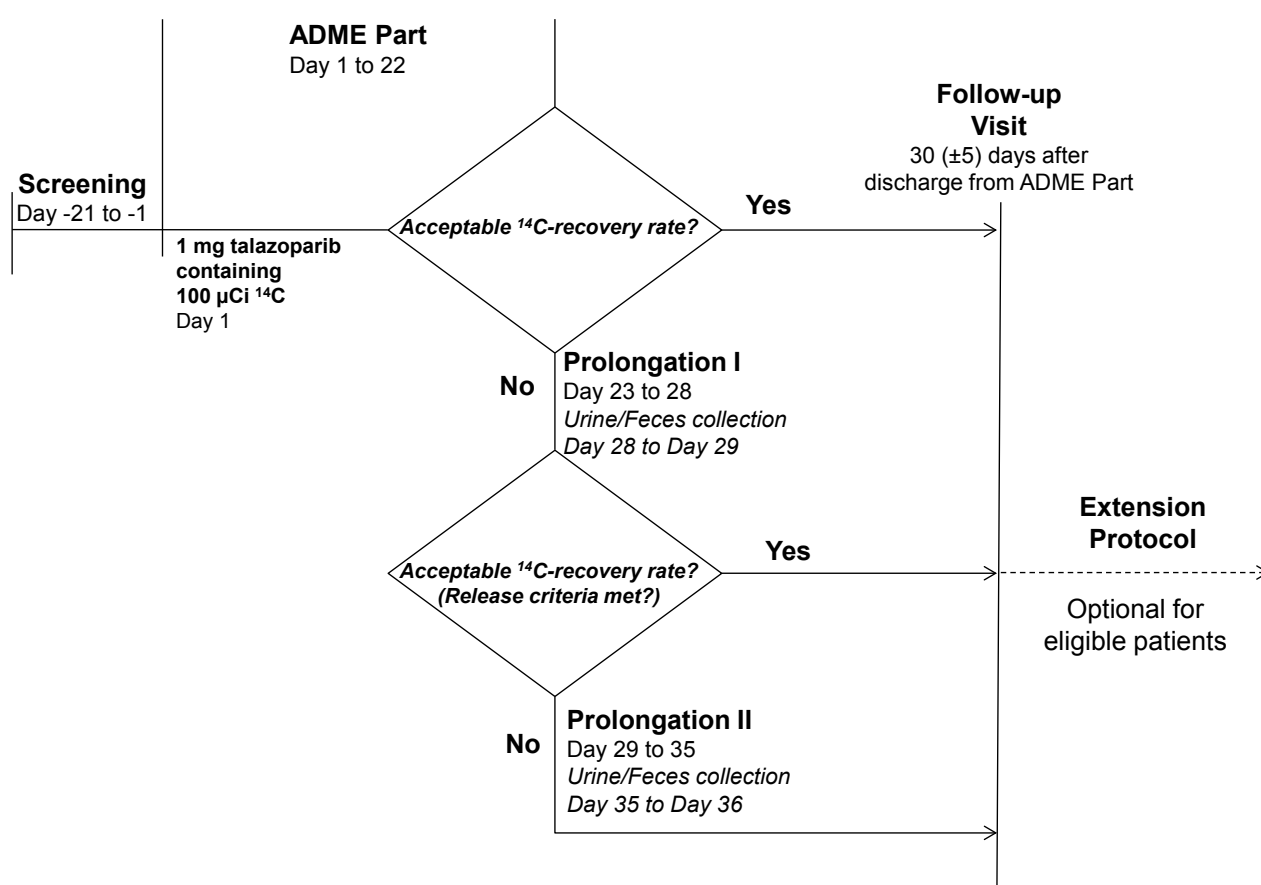 ADME Part
Day 1 to 22
Follow-up
Visit
30 (±5) days after
discharge from ADME Part
Screening
Day -21 to -1
Acceptable ¹⁴C-recovery rate?
Yes
1 mg talazoparib
containing
100 µCi ¹⁴C
Day 1
No
Prolongation I
Day 23 to 28
Urine/Feces collection
Day 28 to Day 29
Acceptable ¹⁴C-recovery rate?
(Release criteria met?)
Yes
Extension
Protocol
Optional for
eligible patients
No
Prolongation II
Day 29 to 35
Urine/Feces collection
Day 35 to Day 36